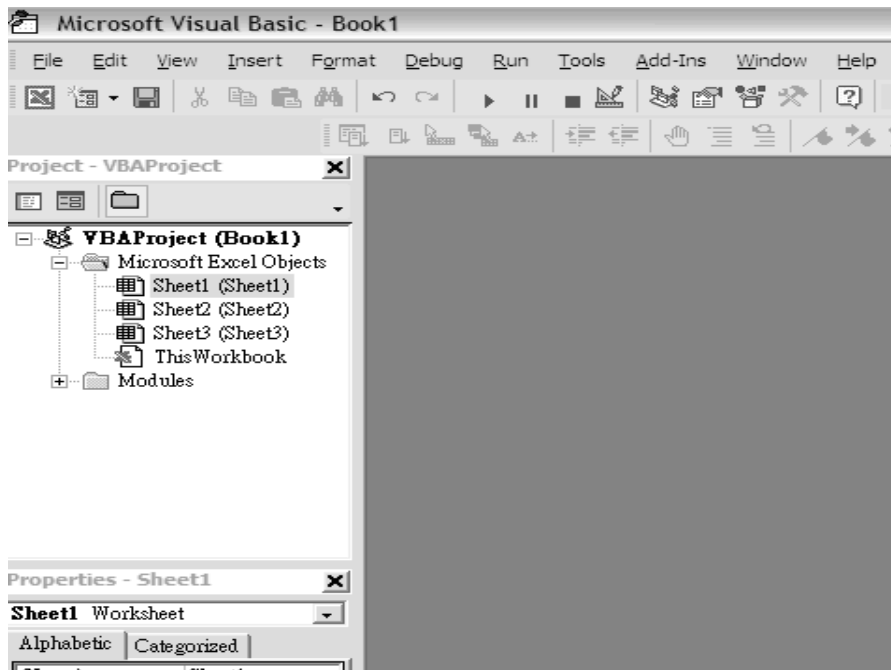 Microsoft Visual Basic - Book1
File Edit View Insert Format Debug Run Tools Add-Ins Window Help
Project - VBAProject
VBAProject (Book1)
Microsoft Excel Objects
Sheet1 (Sheet1)
Sheet2 (Sheet2)
Sheet3 (Sheet3)
ThisWorkbook
Modules
Properties - Sheet1
Sheet1 Worksheet
Alphabetic Categorized